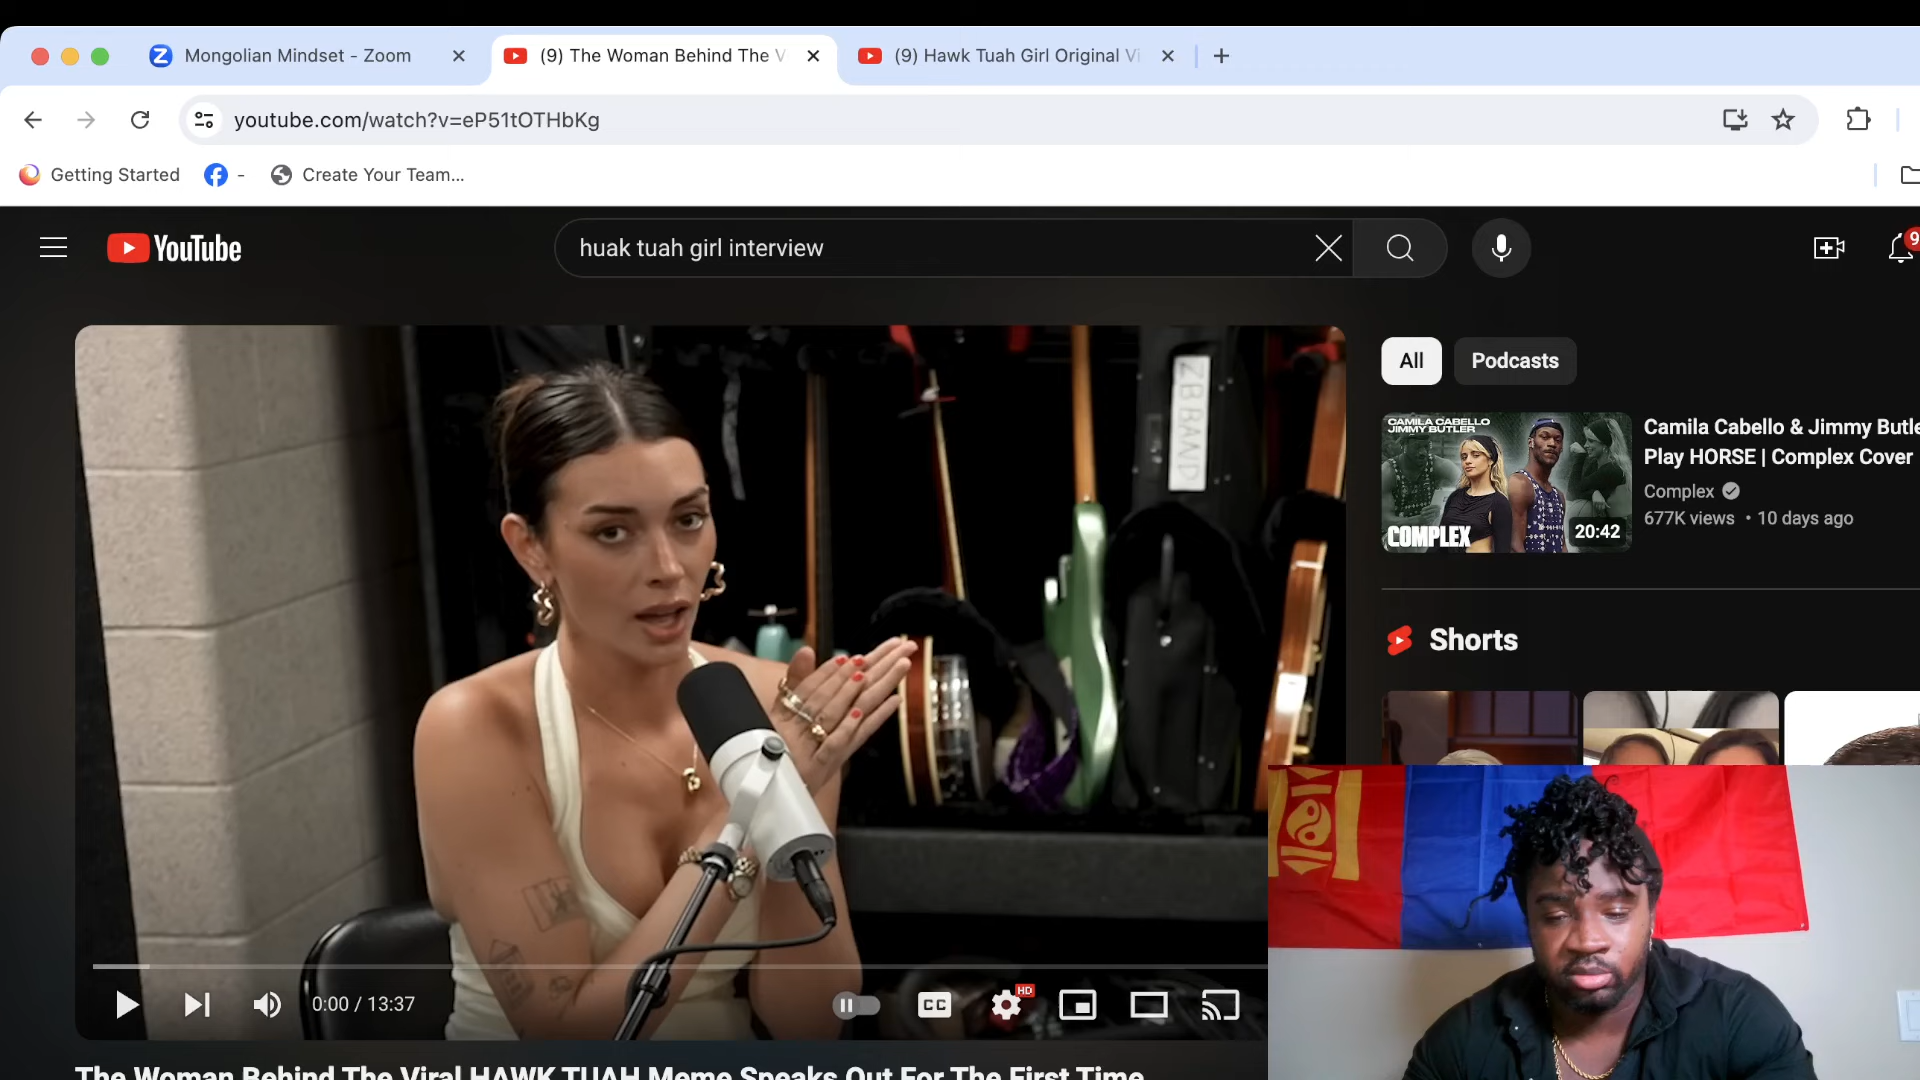 Mongolian Mindset - Zoom
(9) The Woman Behind The V
(9) Hawk Tuah Girl Original Vi
youtube.com/watch?v=eP51tOTHbKg
Getting Started
-
Create Your Team...
YouTube
huak tuah girl interview
9
All
Podcasts
ZB BAND
CAMILA CABELLO
JIMMY BUTLER
COMPLEX
20:42
Camila Cabello & Jimmy Butle
Play HORSE | Complex Cover
Complex
677K views • 10 days ago
Shorts
0:00 / 13:37
CC
HD
The Woman Behind The Viral HAWK TUAH Meme Speaks Out For The First Time